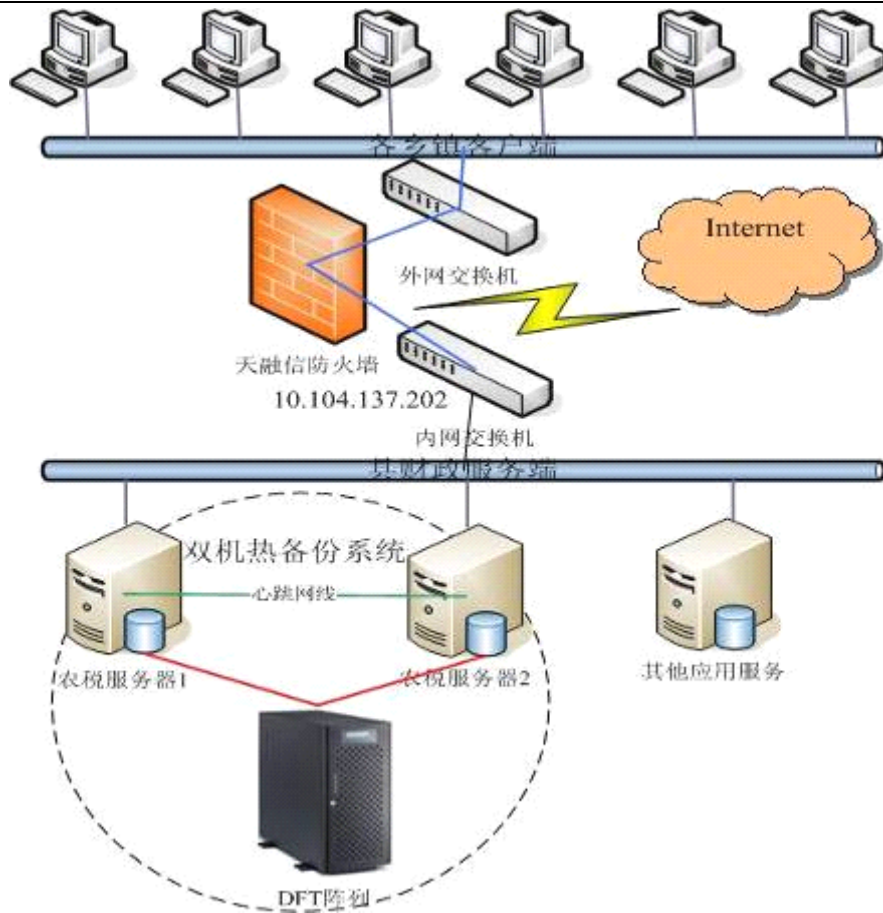 各乡镇客户端
Internet
外网交换机
天融信防火墙
10.104.137.202
内网交换机
县财政服务端
双机热备份系统
心跳网线
农税服务器1
农税服务器2
其他应用服务
DFT阵列